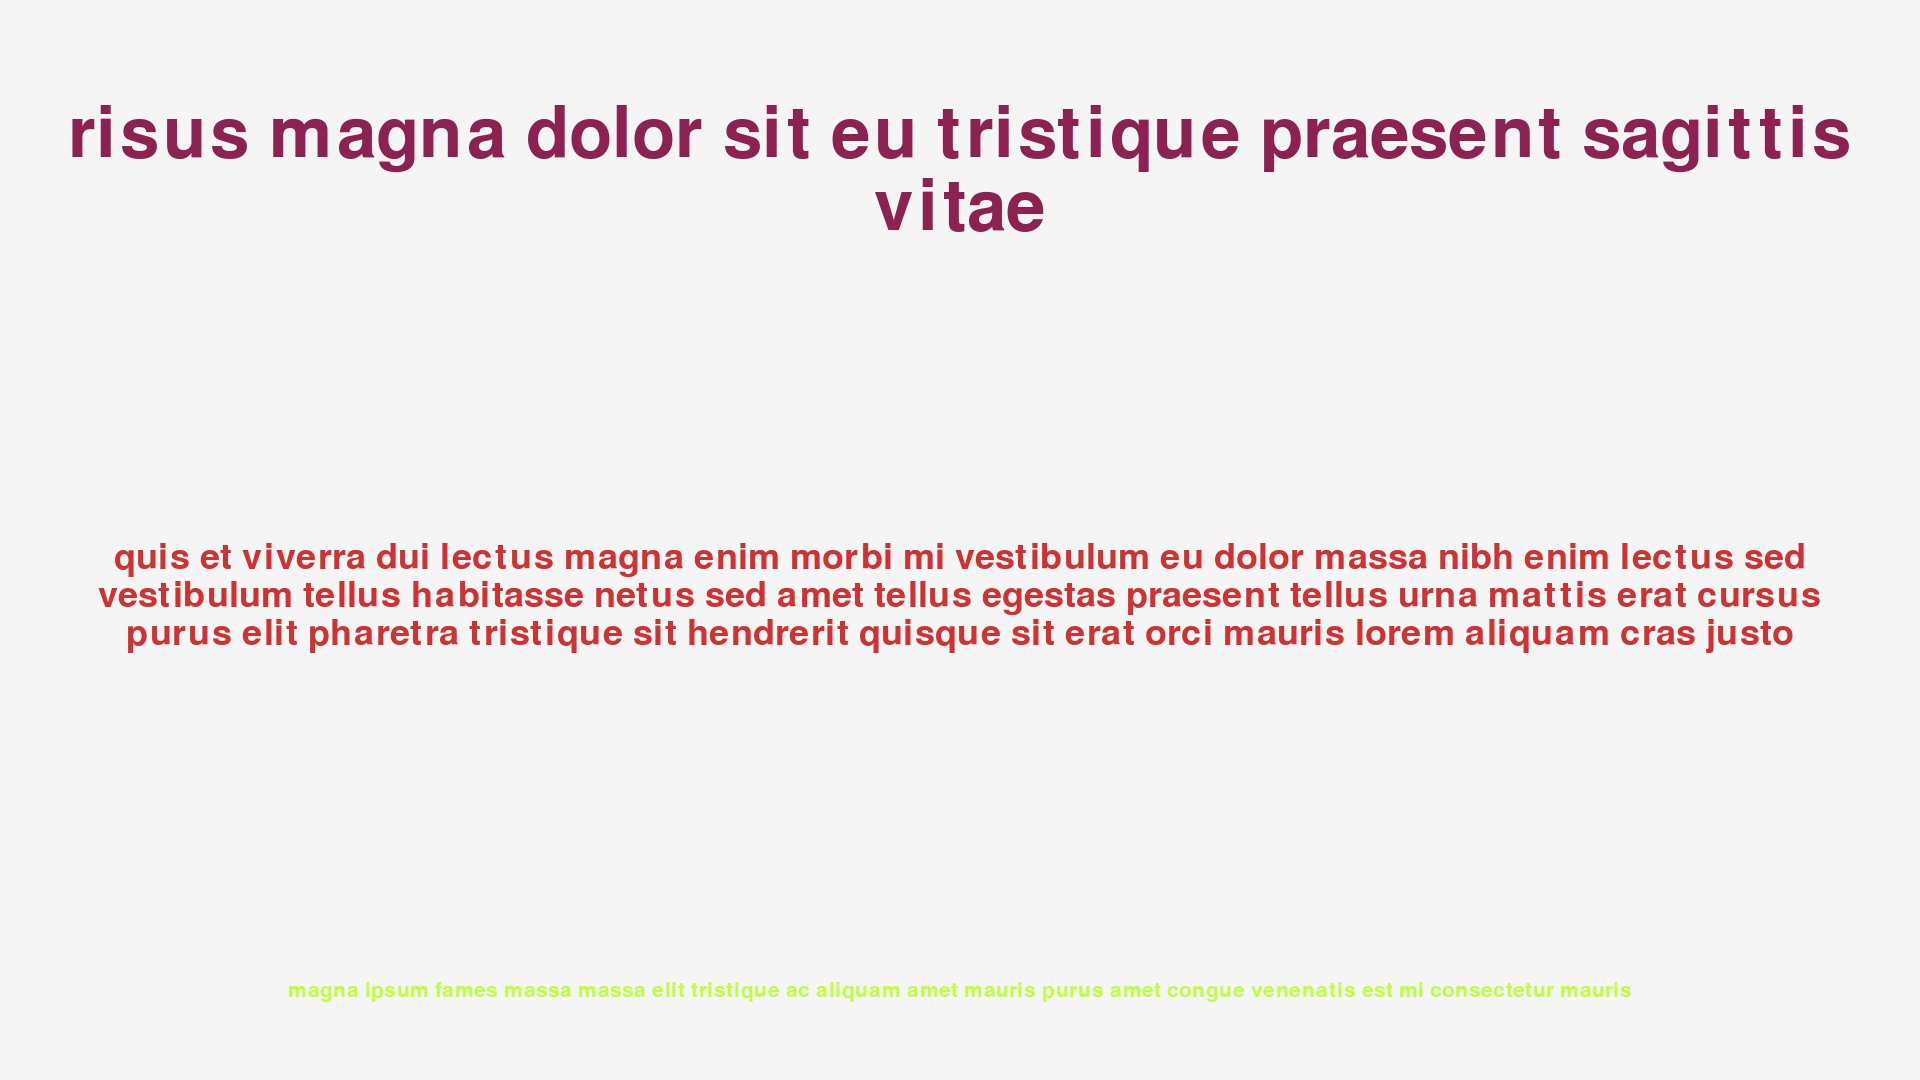 risus magna dolor sit eu tristique praesent sagittis
vitae
quis et viverra dui lectus magna enim morbi mi vestibulum eu dolor massa nibh enim lectus sed
vestibulum tellus habitasse netus sed amet tellus egestas praesent tellus urna mattis erat cursus
purus elit pharetra tristique sit hendrerit quisque sit erat orci mauris lorem aliquam cras justo
magna ipsum fames massa massa elit tristique ac aliquam amet mauris purus amet congue venenatis est mi consectetur mauris